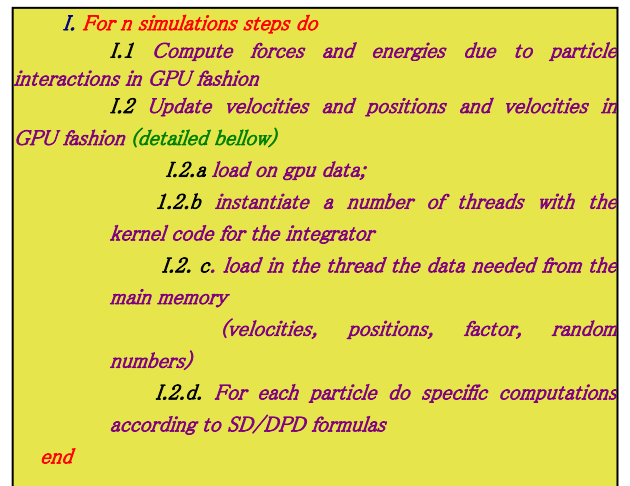 I. For n simulations steps do
I.1 Compute forces and energies due to particle
interactions in GPU fashion
I.2 Update velocities and positions and velocities in
GPU fashion (detailed bellow)
I.2.a load on gpu data;
1.2.b instantiate a number of threads with the
kernel code for the integrator
I.2. c. load in the thread the data needed from the
main memory
(velocities, positions, factor, random
numbers)
I.2.d. For each particle do specific computations
according to SD/DPD formulas
end